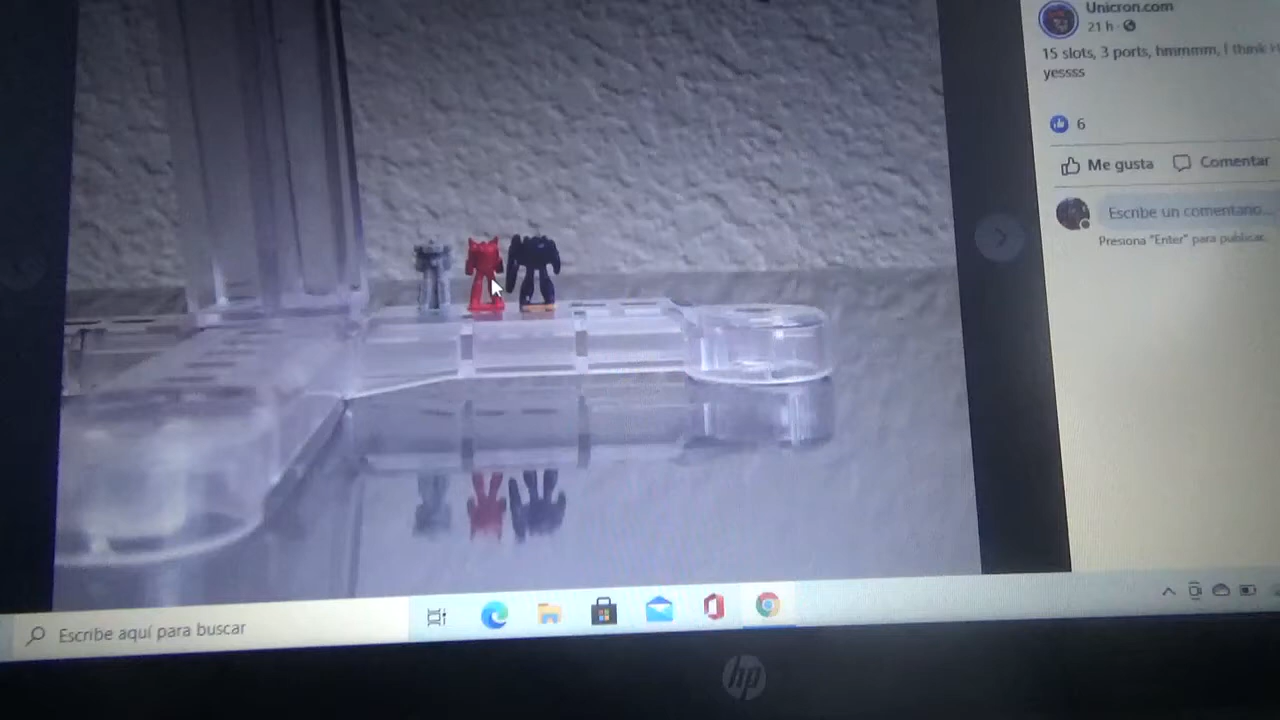 Unicron.com
21 h
15 slots, 3 ports, hmmmm, I think
yessss
6
Me gusta
Comentar
Escribe un comentario...
Presiona "Enter" para publicar.
Escribe aquí para buscar
hp